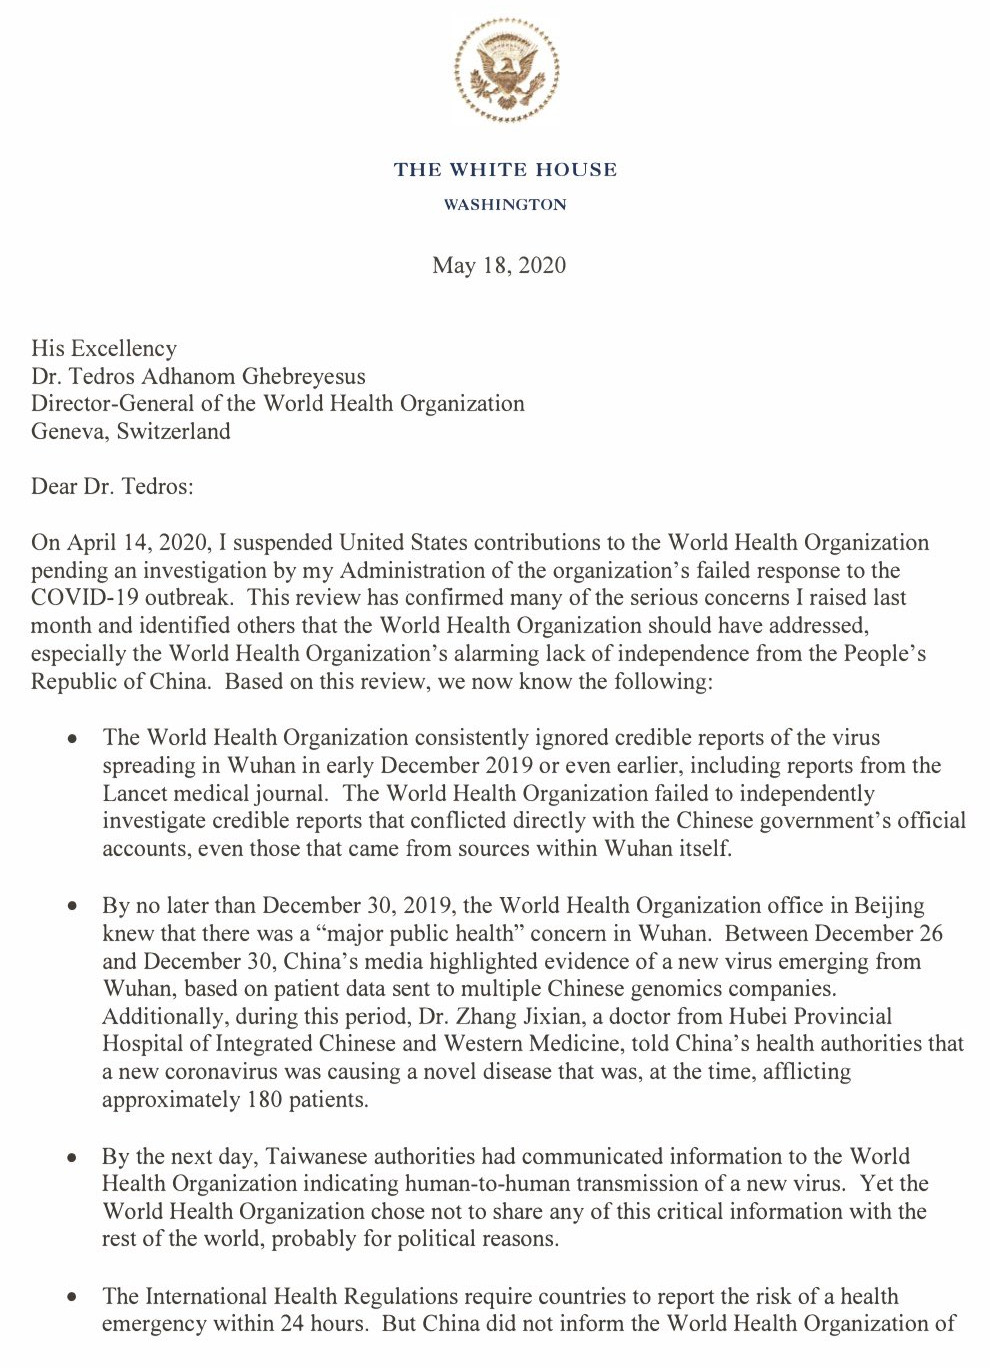 THE WHITE HOUSE
WASHINGTON
May 18, 2020
His Excellency
Dr. Tedros Adhanom Ghebreyesus
Director-General of the World Health Organization
Geneva, Switzerland
Dear Dr. Tedros:
On April 14, 2020, I suspended United States contributions to the World Health Organization
pending an investigation by my Administration of the organization’s failed response to the
COVID-19 outbreak.  This review has confirmed many of the serious concerns I raised last
month and identified others that the World Health Organization should have addressed,
especially the World Health Organization’s alarming lack of independence from the People’s
Republic of China.  Based on this review, we now know the following:
• The World Health Organization consistently ignored credible reports of the virus
spreading in Wuhan in early December 2019 or even earlier, including reports from the
Lancet medical journal.  The World Health Organization failed to independently
investigate credible reports that conflicted directly with the Chinese government’s official
accounts, even those that came from sources within Wuhan itself.
• By no later than December 30, 2019, the World Health Organization office in Beijing
knew that there was a “major public health” concern in Wuhan.  Between December 26
and December 30, China’s media highlighted evidence of a new virus emerging from
Wuhan, based on patient data sent to multiple Chinese genomics companies.
Additionally, during this period, Dr. Zhang Jixian, a doctor from Hubei Provincial
Hospital of Integrated Chinese and Western Medicine, told China’s health authorities that
a new coronavirus was causing a novel disease that was, at the time, afflicting
approximately 180 patients.
• By the next day, Taiwanese authorities had communicated information to the World
Health Organization indicating human-to-human transmission of a new virus.  Yet the
World Health Organization chose not to share any of this critical information with the
rest of the world, probably for political reasons.
• The International Health Regulations require countries to report the risk of a health
emergency within 24 hours.  But China did not inform the World Health Organization of